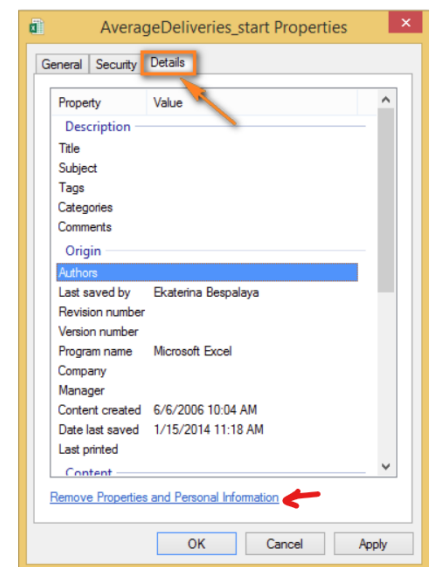 AverageDeliveries_start Properties
General Security Details
Property Value
Description
Title
Subject
Tags
Categories
Comments
Origin
Authors
Last saved by Ekaterina Bespalaya
Revision number
Version number
Program name Microsoft Excel
Company
Manager
Content created 6/6/2006 10:04 AM
Date last saved 1/15/2014 11:18 AM
Last printed
Content
Remove Properties and Personal Information
OK Cancel Apply